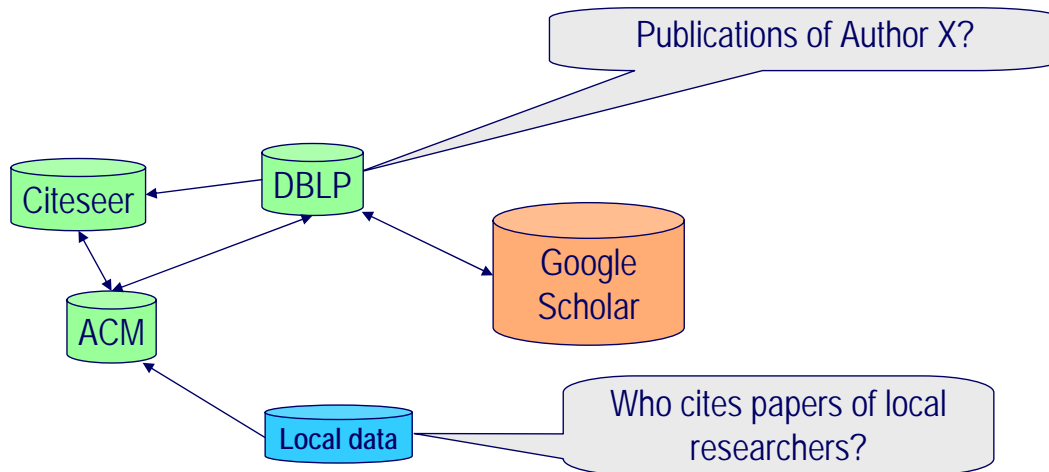 Publications of Author X?
DBLP
Citeseer
Google
Scholar
ACM
Who cites papers of local
researchers?
Local data